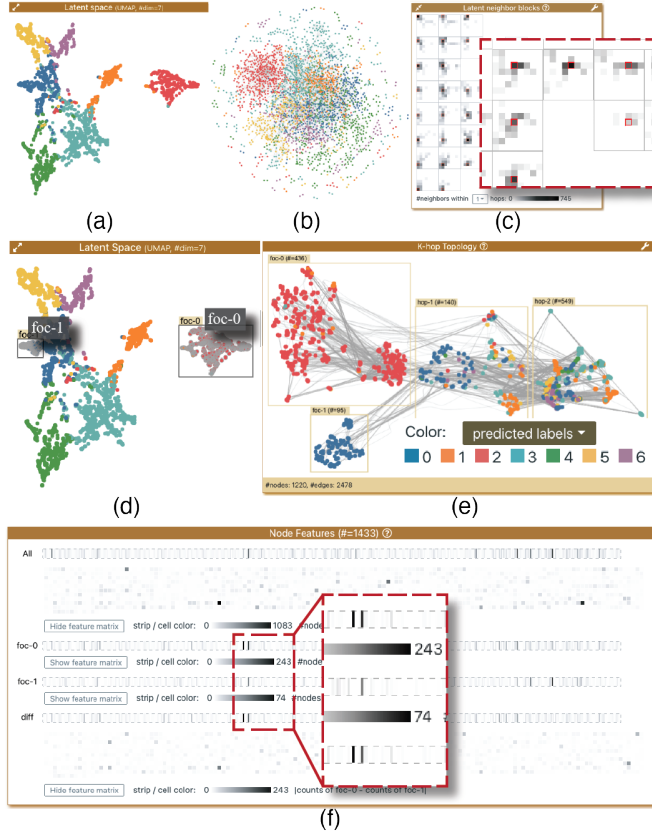 Latent space (UMAP, #dim=7)
Latent neighbor blocks
#neighbors within 1 hops: 0 745
(a)
(b)
(c)
Latent Space (UMAP, #dim=7)
foc-1
foc-0
foc-0
K-hop Topology
foc-0 (#=436)
hop-1 (#=140)
hop-2 (#=549)
foc-1 (#=95)
Color: predicted labels
0 1 2 3 4 5 6
#nodes: 1220, #edges: 2478
(d)
(e)
Node Features (#=1433)
All
Hide feature matrix strip / cell color: 0 1083 #node
foc-0
243
Show feature matrix strip / cell color: 0 243 #node
foc-1
Show feature matrix strip / cell color: 0 74 #nodes
74
diff
Hide feature matrix strip / cell color: 0 243 |counts of foc-0 - counts of foc-1|
(f)